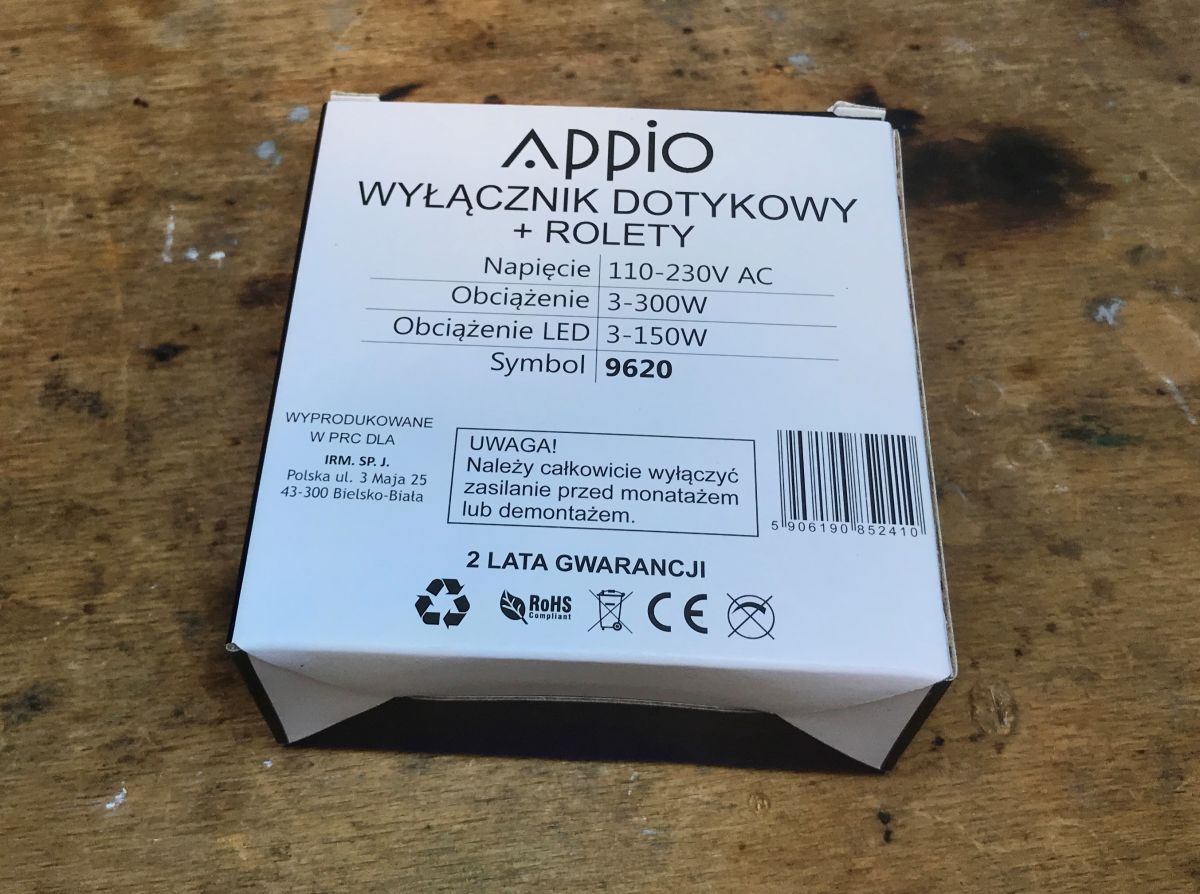 APPIO
WYŁĄCZNIK DOTYKOWY
+ ROLETY
Napięcie 110-230V AC
Obciążenie 3-300W
Obciążenie LED 3-150W
Symbol 9620
WYPRODUKOWANE
W PRC DLA
IRM. SP. J.
Polska ul. 3 Maja 25
43-300 Bielsko-Biała
UWAGA!
Należy całkowicie wyłączyć
zasilanie przed monatażem
lub demontażem.
5 906190 852410
2 LATA GWARANCJI
RoHS
Compliant
CE